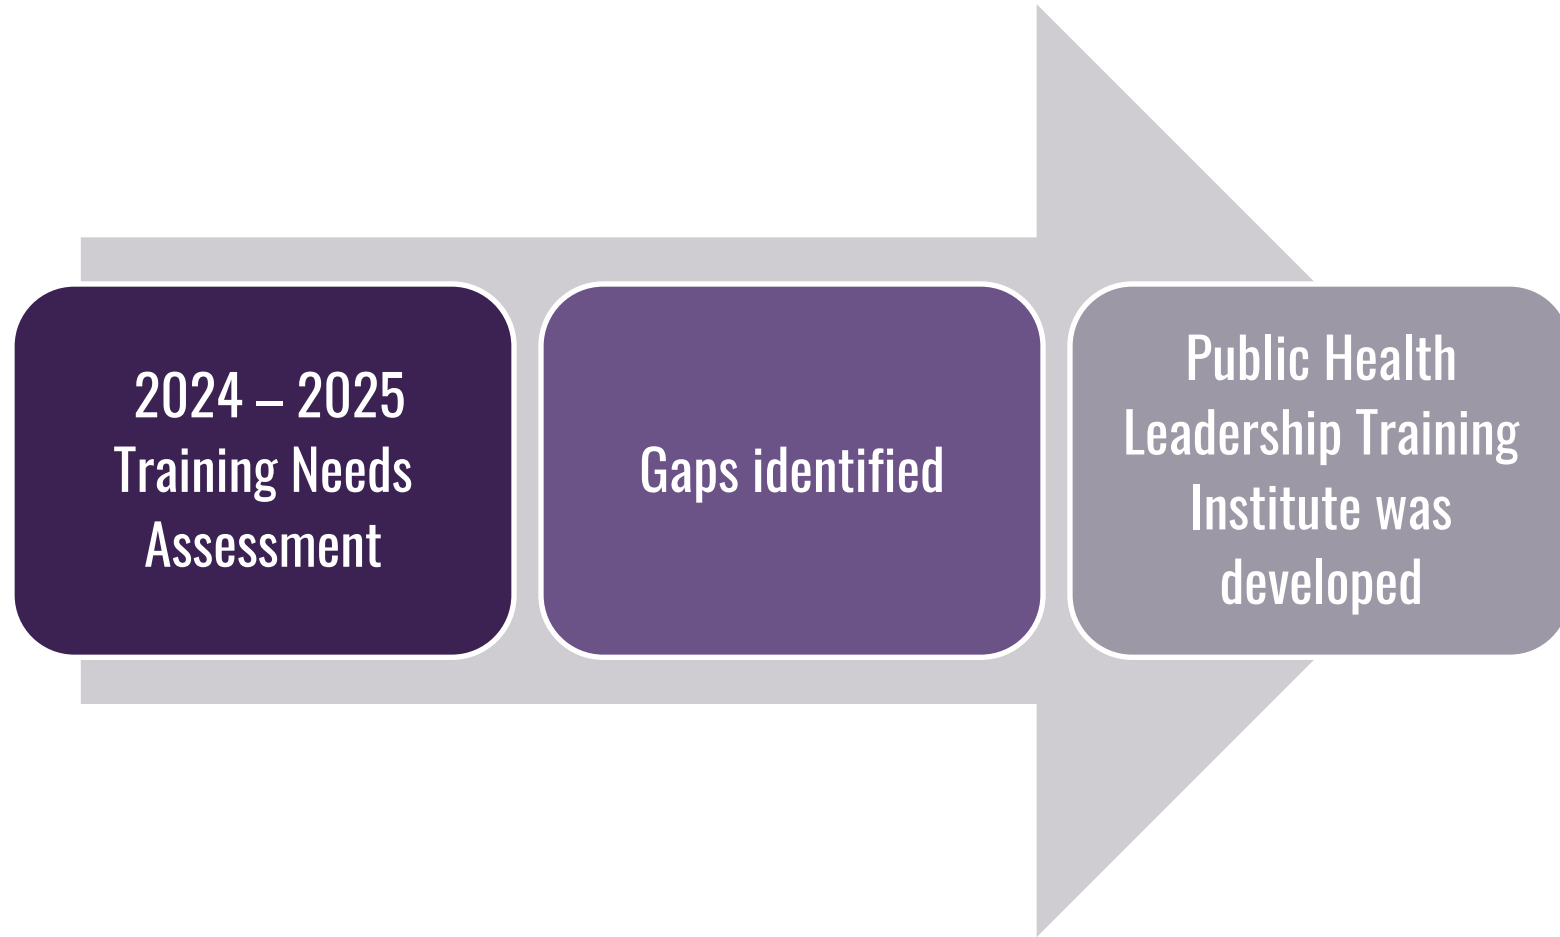 2024 – 2025
Training Needs
Assessment
Gaps identified
Public Health
Leadership Training
Institute was
developed